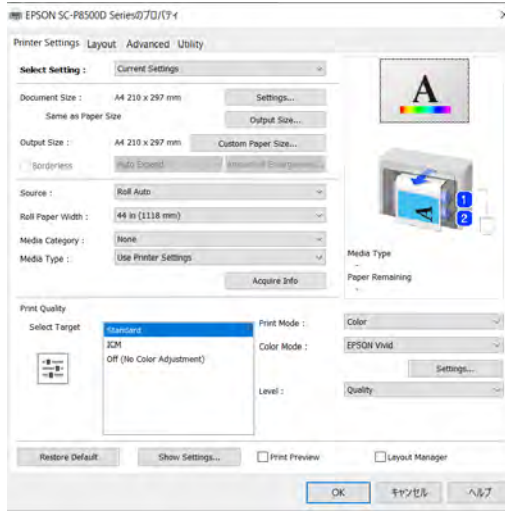 EPSON SC-P8500D Seriesのプロパティ
Printer Settings Layout Advanced Utility
Select Setting : Current Settings
Document Size : A4 210 x 297 mm Settings...
Same as Paper Size Output Size...
Output Size : A4 210 x 297 mm Custom Paper Size...
Borderless Auto Expand Amount of Enlargement...
Source : Roll Auto
Roll Paper Width : 44 in (1118 mm)
Media Category : None
Media Type : Use Printer Settings
Acquire Info
A
A
1
2
Media Type
-
Paper Remaining
-
Print Quality
Select Target
Standard
ICM
Off (No Color Adjustment)
Print Mode : Color
Color Mode : EPSON Vivid
Settings...
Level : Quality
Restore Default Show Settings... Print Preview Layout Manager
OK キャンセル ヘルプ